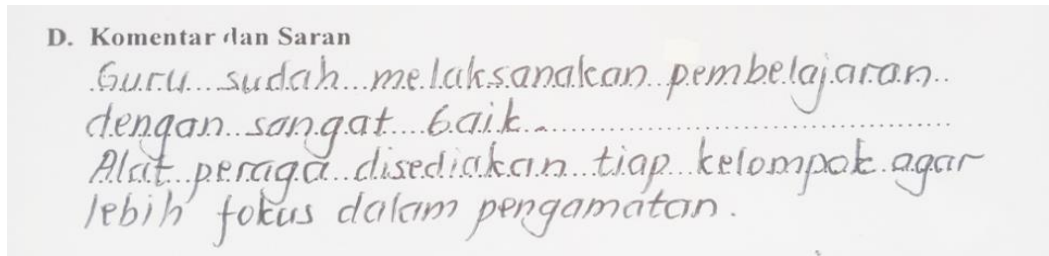 D. Komentar dan Saran
Guru sudah melaksanakan pembelajaran
dengan sangat baik.
Alat peraga disediakan tiap kelompok agar
lebih fokus dalam pengamatan.